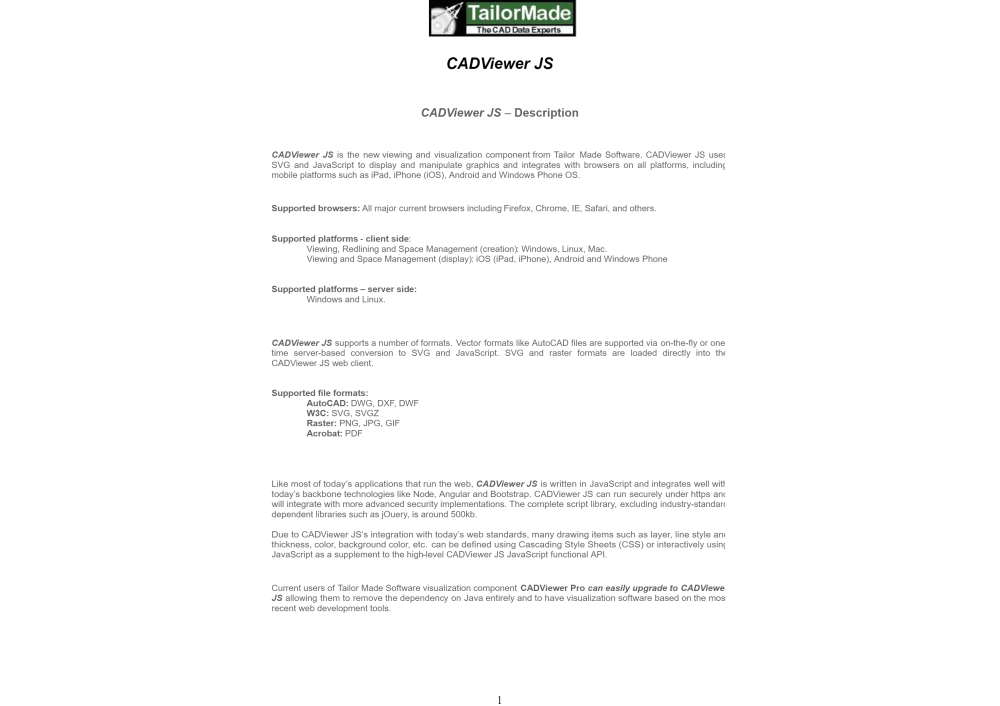 TailorMade
The CAD Data Experts
CADViewer JS
CADViewer JS – Description
CADViewer JS is the new viewing and visualization component from Tailor Made Software. CADViewer JS uses
SVG and JavaScript to display and manipulate graphics and integrates with browsers on all platforms, including
mobile platforms such as iPad, iPhone (iOS), Android and Windows Phone OS.
Supported browsers: All major current browsers including Firefox, Chrome, IE, Safari, and others.
Supported platforms - client side:
Viewing, Redlining and Space Management (creation): Windows, Linux, Mac.
Viewing and Space Management (display): iOS (iPad, iPhone), Android and Windows Phone
Supported platforms – server side:
Windows and Linux.
CADViewer JS supports a number of formats. Vector formats like AutoCAD files are supported via on-the-fly or one
time server-based conversion to SVG and JavaScript. SVG and raster formats are loaded directly into the
CADViewer JS web client.
Supported file formats:
AutoCAD: DWG, DXF, DWF
W3C: SVG, SVGZ
Raster: PNG, JPG, GIF
Acrobat: PDF
Like most of today's applications that run the web, CADViewer JS is written in JavaScript and integrates well with
today's backbone technologies like Node, Angular and Bootstrap. CADViewer JS can run securely under https and
will integrate with more advanced security implementations. The complete script library, excluding industry-standard
dependent libraries such as jQuery, is around 500kb.
Due to CADViewer JS's integration with today's web standards, many drawing items such as layer, line style and
thickness, color, background color, etc. can be defined using Cascading Style Sheets (CSS) or interactively using
JavaScript as a supplement to the high-level CADViewer JS JavaScript functional API.
Current users of Tailor Made Software visualization component CADViewer Pro can easily upgrade to CADViewe
JS allowing them to remove the dependency on Java entirely and to have visualization software based on the mos
recent web development tools.
1